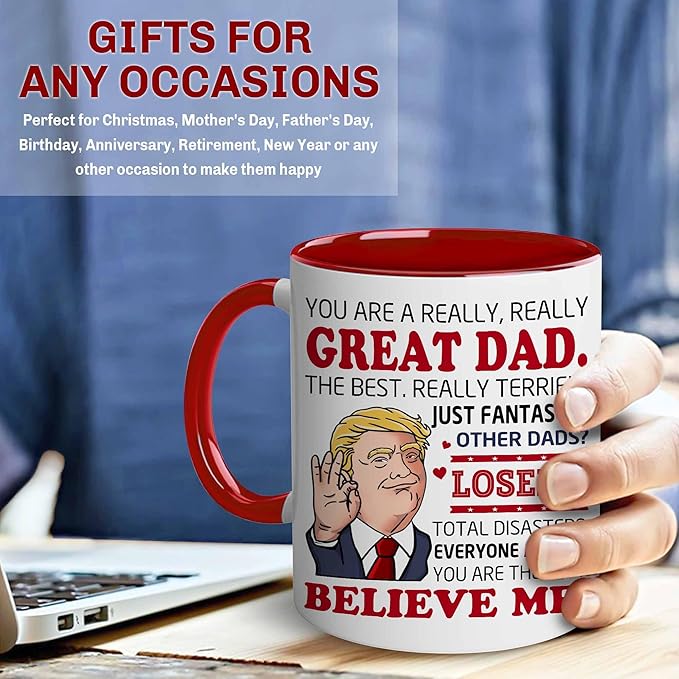 GIFTS FOR
ANY OCCASIONS
Perfect for Christmas, Mother's Day, Father's Day,
Birthday, Anniversary, Retirement, New Year or any
other occasion to make them happy
YOU ARE A REALLY, REALLY
GREAT DAD.
THE BEST. REALLY
JUST
OTHER DADS?
TOTAL DISASTERS
EVERYONE
YOU ARE
BELIEVE ME